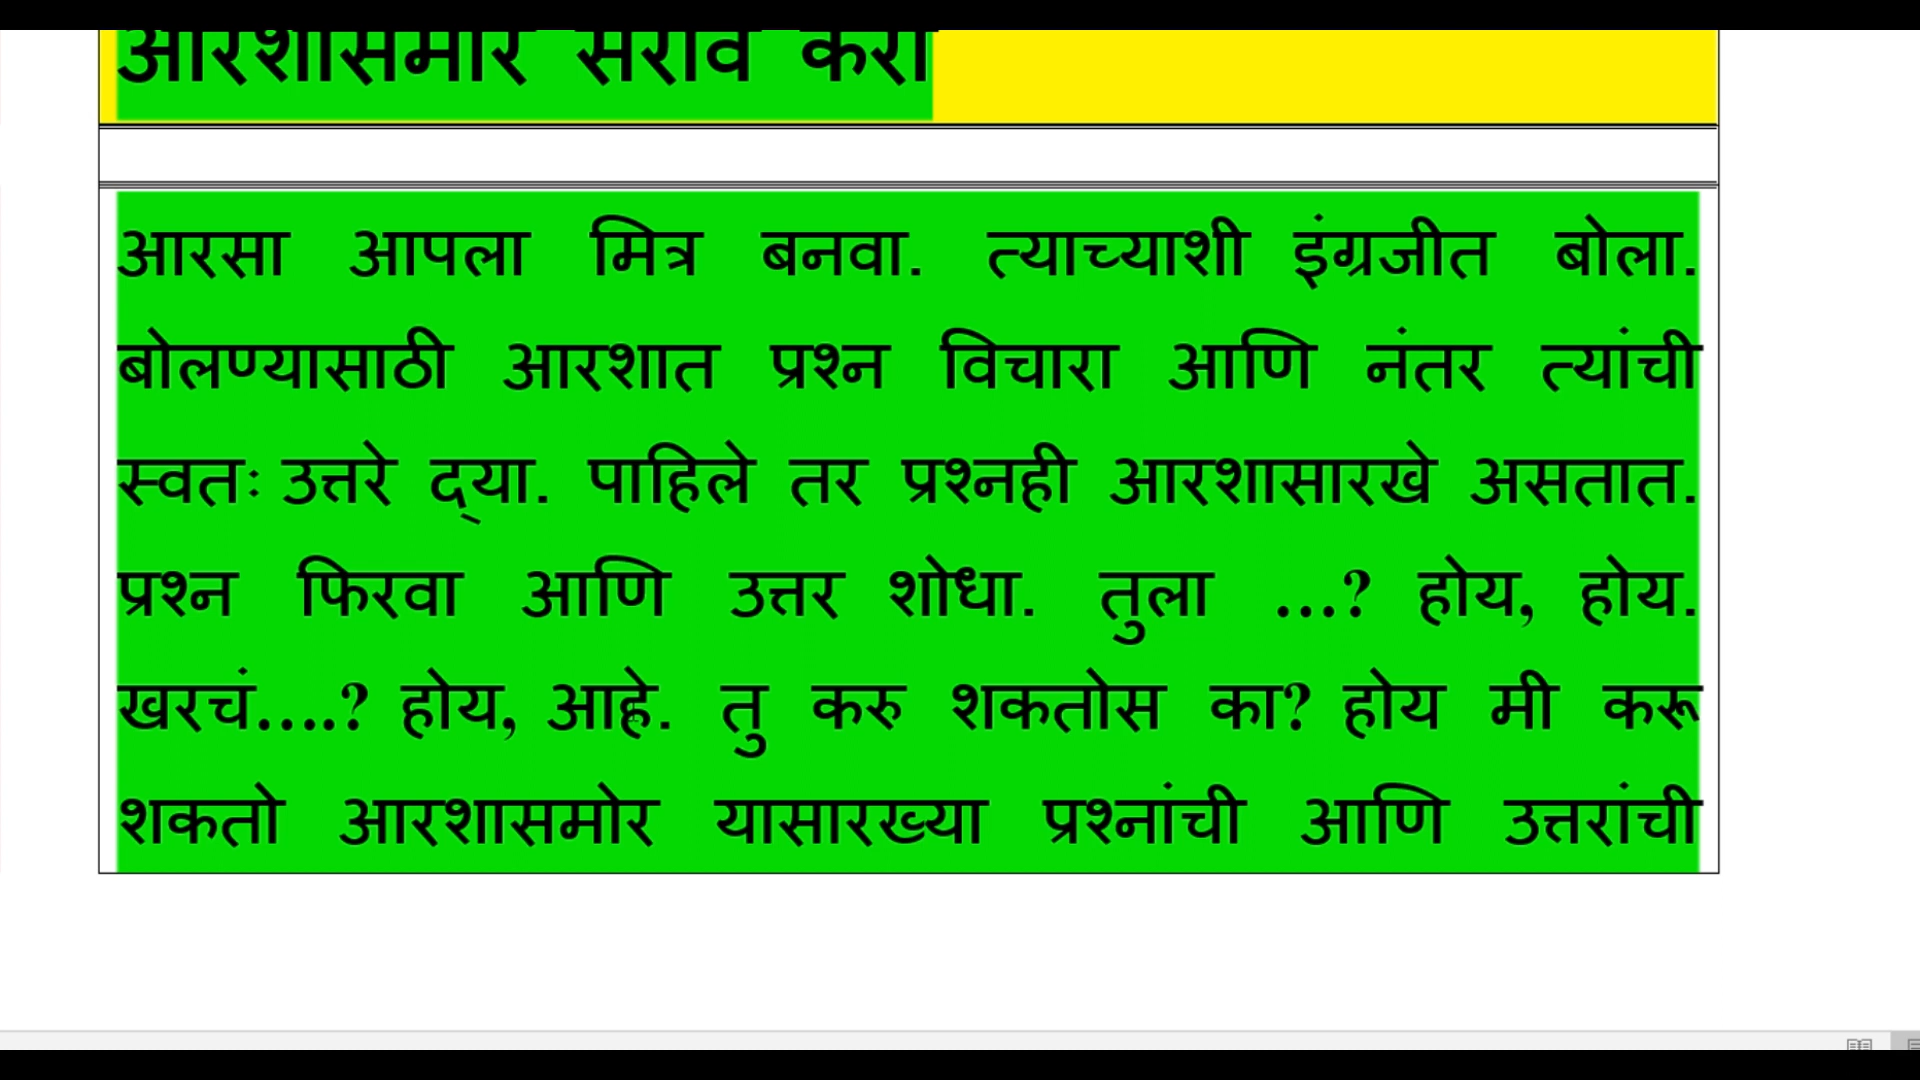 आरशासमोर सराव करा
आरसा आपला मित्र बनवा. त्याच्याशी इंग्रजीत बोला.
बोलण्यासाठी आरशात प्रश्न विचारा आणि नंतर त्यांची
स्वतः उत्तरे द्‌या. पाहिले तर प्रश्नही आरशासारखे असतात.
प्रश्न फिरवा आणि उत्तर शोधा. तुला ...? होय, होय.
खरचं....? होय, आहे. तु करु शकतोस का? होय मी करू
शकतो आरशासमोर यासारख्या प्रश्नांची आणि उत्तरांची